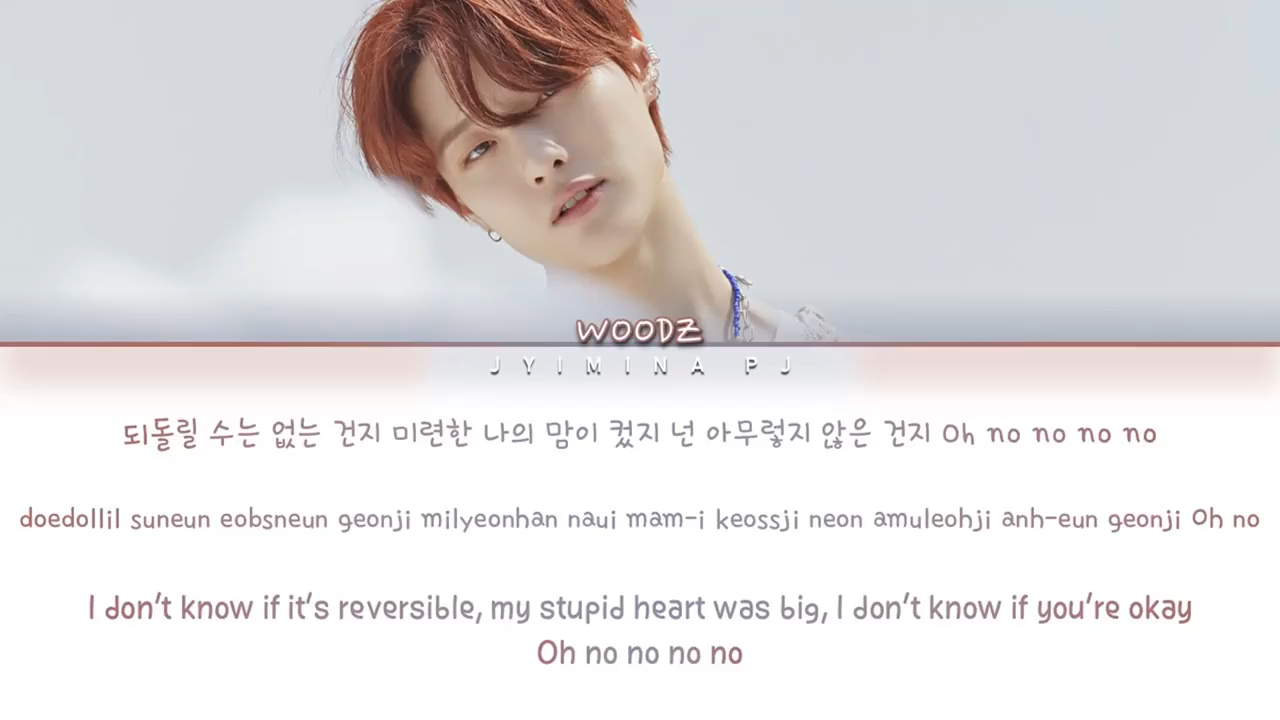 WOODZ
JYIMINA PJ
되돌릴 수는 없는 건지 미련한 나의 맘이 컸지 넌 아무렇지 않은 건지 Oh no no no no
doedollil suneun eobsneun geonji milyeonhan naui mam-i keossji neon amuleohji anh-eun geonji Oh no
I don't know if it's reversible, my stupid heart was big, I don't know if you're okay
Oh no no no no